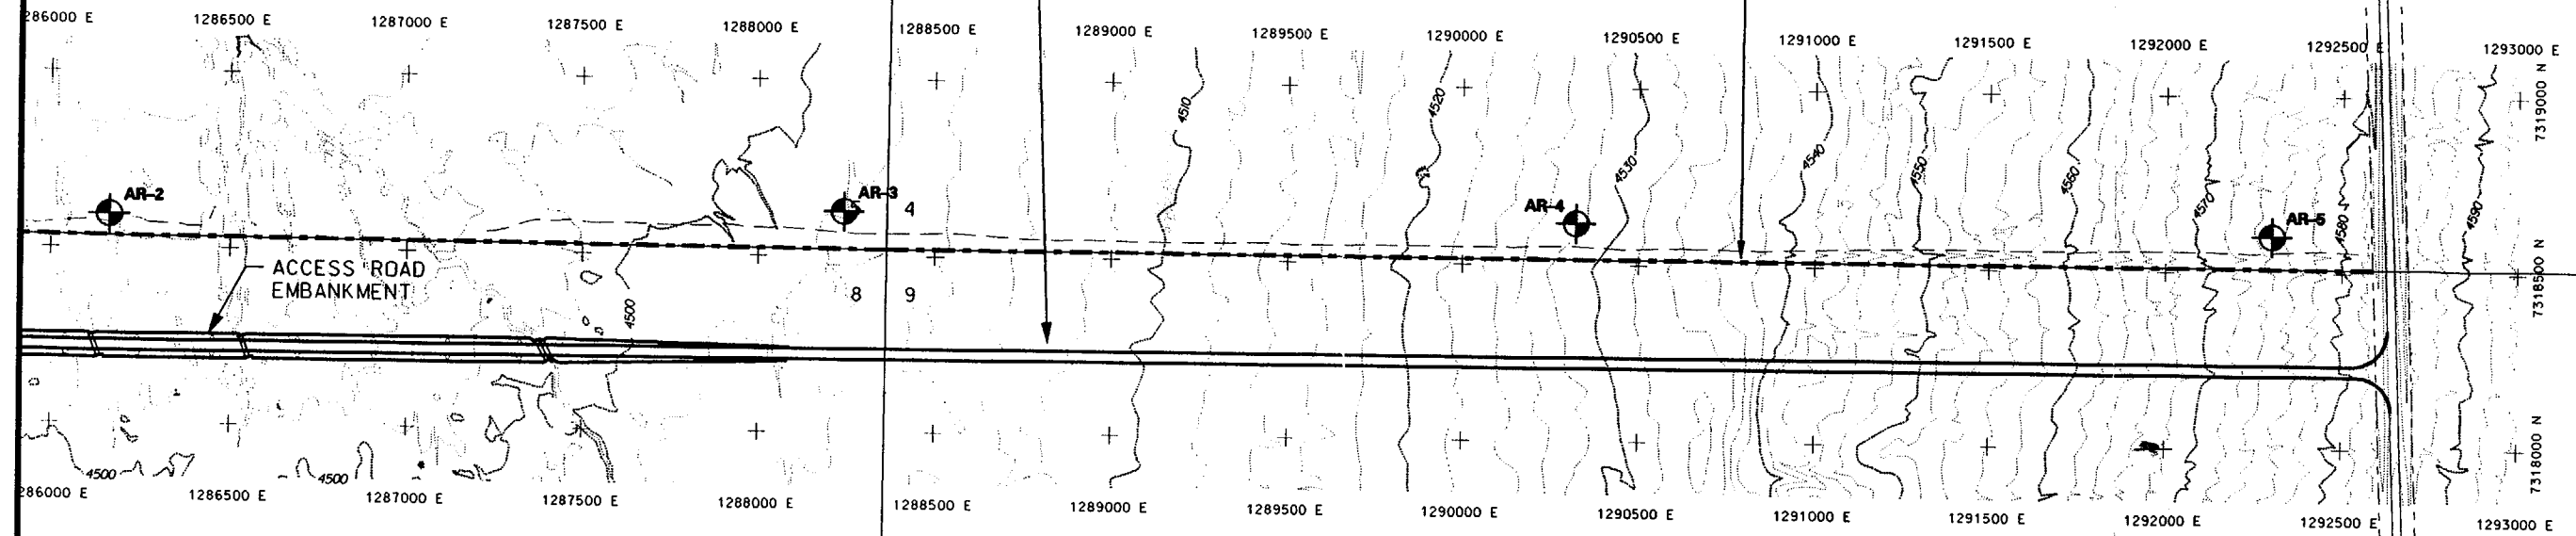 286000 E
1286500 E
1287000 E
1287500 E
1288000 E
1288500 E
1289000 E
1289500 E
1290000 E
1290500 E
1291000 E
1291500 E
1292000 E
1292500 E
1293000 E
7319000 N
4510
4520
4530
4540
4550
4560
4570
4580
4590
AR-2
AR-3
5 4
AR-4
AR-5
ACCESS ROAD
EMBANKMENT
8 9
4500
7318500 N
4500
4500
7318000 N
286000 E
1286500 E
1287000 E
1287500 E
1288000 E
1288500 E
1289000 E
1289500 E
1290000 E
1290500 E
1291000 E
1291500 E
1292000 E
1292500 E
1293000 E